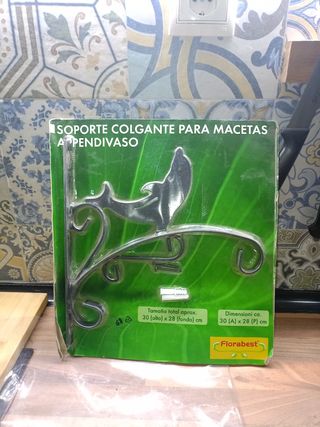 SOPORTE COLGANTE PARA MACETAS
APPENDIVASO
Tamaño total aprox.
30 (alto) x 28 (fondo) cm
Dimensioni ca.
30 (A) x 28 (P) cm
Florabest